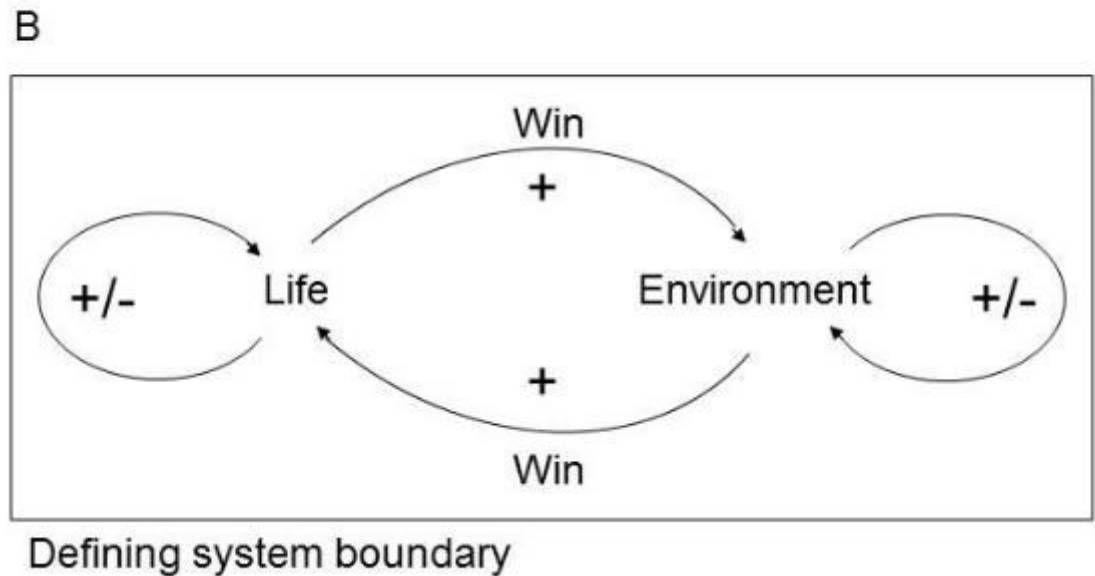 B
Win
+
+/-
Life
Environment
+/-
+
Win
Defining system boundary